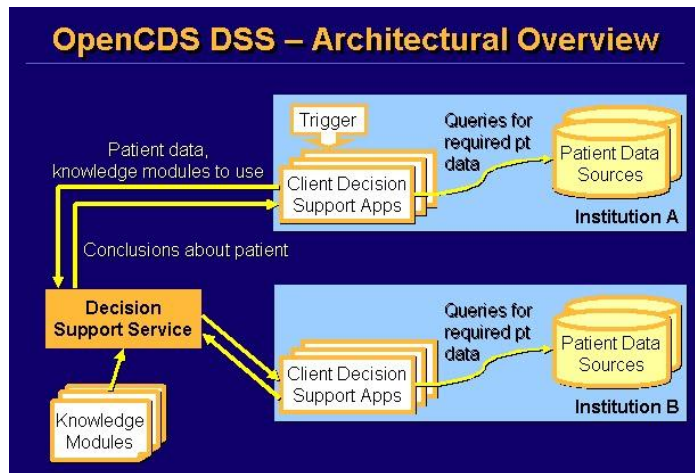 OpenCDS DSS – Architectural Overview
Trigger
Queries for
required pt
data
Patient Data
Sources
Patient data,
knowledge modules to use
Client Decision
Support Apps
Institution A
Conclusions about patient
Decision
Support Service
Queries for
required pt
data
Patient Data
Sources
Client Decision
Support Apps
Institution B
Knowledge
Modules